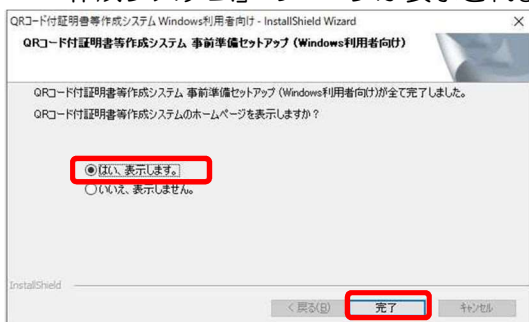 QRコード付証明書等作成システム Windows利用者向け - InstallShield Wizard
QRコード付証明書等作成システム 事前準備セットアップ (Windows利用者向け)
QRコード付証明書等作成システム 事前準備セットアップ (Windows利用者向け)が全て完了しました。
QRコード付証明書等作成システムのホームページを表示しますか？
はい、表示します。
いいえ、表示しません。
InstallShield
< 戻る(B)
完了
キャンセル